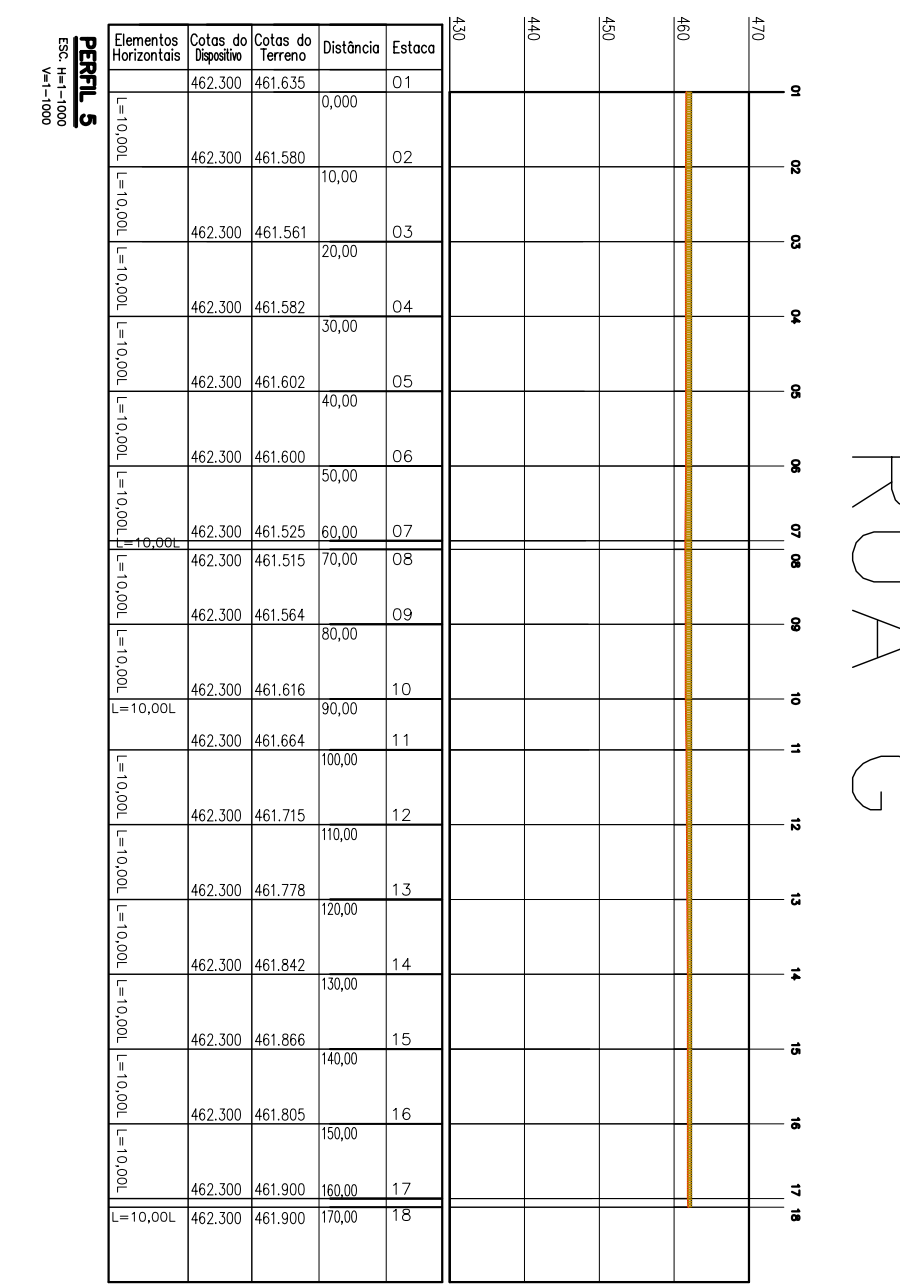 PERFIL 5
ESC. H=1-1000
V=1-1000
Elementos Horizontais | Cotas do Dispositivo | Cotas do Terreno | Distância | Estaca
462.300 461.635 01
L=10,00L 0,000
462.300 461.580 02
L=10,00L 10,00
462.300 461.561 03
L=10,00L 20,00
462.300 461.582 04
L=10,00L 30,00
462.300 461.602 05
L=10,00L 40,00
462.300 461.600 06
L=10,00L 50,00
462.300 461.525 60,00 07
L=10,00L
462.300 461.515 70,00 08
L=10,00L
462.300 461.564 09
L=10,00L 80,00
462.300 461.616 10
L=10,00L 90,00
462.300 461.664 11
L=10,00L 100,00
462.300 461.715 12
L=10,00L 110,00
462.300 461.778 13
L=10,00L 120,00
462.300 461.842 14
L=10,00L 130,00
462.300 461.866 15
L=10,00L 140,00
462.300 461.805 16
L=10,00L 150,00
462.300 461.900 160,00 17
L=10,00L 462.300 461.900 170,00 18
430
440
450
460
470
01
02
03
04
05
06
07
08
09
10
11
12
13
14
15
16
17
18
RUA G